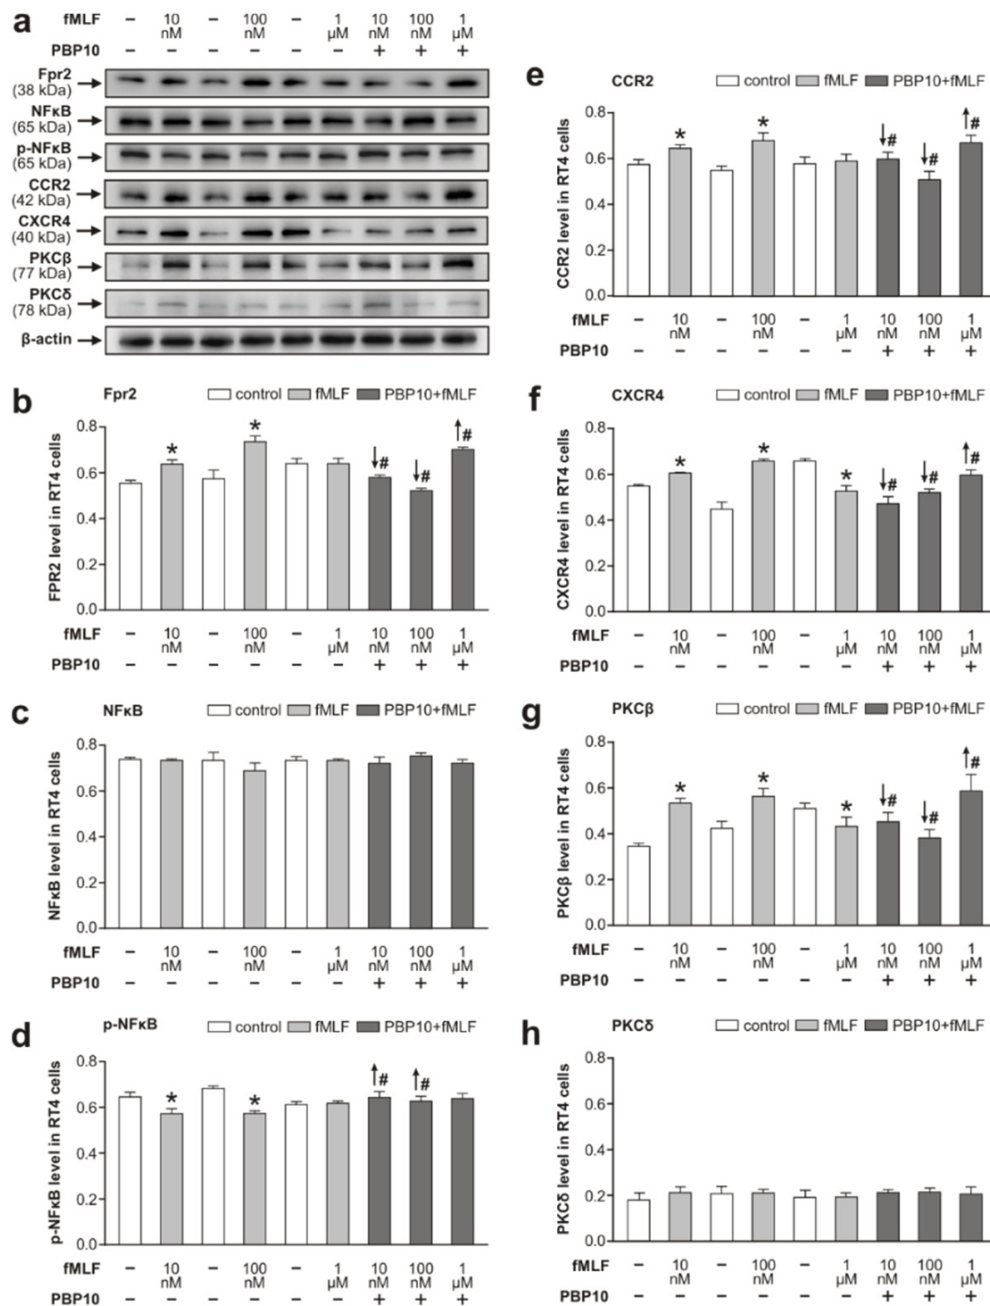 a
fMLF – 10 nM – 100 nM – 1 µM 10 nM 100 nM 1 µM
PBP10 – – – – – – + + +
Fpr2
(38 kDa)
NFκB
(65 kDa)
p-NFκB
(65 kDa)
CCR2
(42 kDa)
CXCR4
(40 kDa)
PKCβ
(77 kDa)
PKCδ
(78 kDa)
β-actin
b
Fpr2 control fMLF PBP10+fMLF
FPR2 level in RT4 cells
0.8
0.6
0.4
0.2
0.0
* * ↓# ↓# ↑#
fMLF – 10 nM – 100 nM – 1 µM 10 nM 100 nM 1 µM
PBP10 – – – – – – + + +
c
NFκB control fMLF PBP10+fMLF
NFκB level in RT4 cells
0.8
0.6
0.4
0.2
0.0
fMLF – 10 nM – 100 nM – 1 µM 10 nM 100 nM 1 µM
PBP10 – – – – – – + + +
d
p-NFκB control fMLF PBP10+fMLF
p-NFκB level in RT4 cells
0.8
0.6
0.4
0.2
0.0
* * ↑# ↑#
fMLF – 10 nM – 100 nM – 1 µM 10 nM 100 nM 1 µM
PBP10 – – – – – – + + +
e
CCR2 control fMLF PBP10+fMLF
CCR2 level in RT4 cells
0.8
0.6
0.4
0.2
0.0
* * ↓# ↓# ↑#
fMLF – 10 nM – 100 nM – 1 µM 10 nM 100 nM 1 µM
PBP10 – – – – – – + + +
f
CXCR4 control fMLF PBP10+fMLF
CXCR4 level in RT4 cells
0.8
0.6
0.4
0.2
0.0
* * * ↓# ↓# ↑#
fMLF – 10 nM – 100 nM – 1 µM 10 nM 100 nM 1 µM
PBP10 – – – – – – + + +
g
PKCβ control fMLF PBP10+fMLF
PKCβ level in RT4 cells
0.8
0.6
0.4
0.2
0.0
* * * ↓# ↓# ↑#
fMLF – 10 nM – 100 nM – 1 µM 10 nM 100 nM 1 µM
PBP10 – – – – – – + + +
h
PKCδ control fMLF PBP10+fMLF
PKCδ level in RT4 cells
0.8
0.6
0.4
0.2
0.0
fMLF – 10 nM – 100 nM – 1 µM 10 nM 100 nM 1 µM
PBP10 – – – – – – + + +